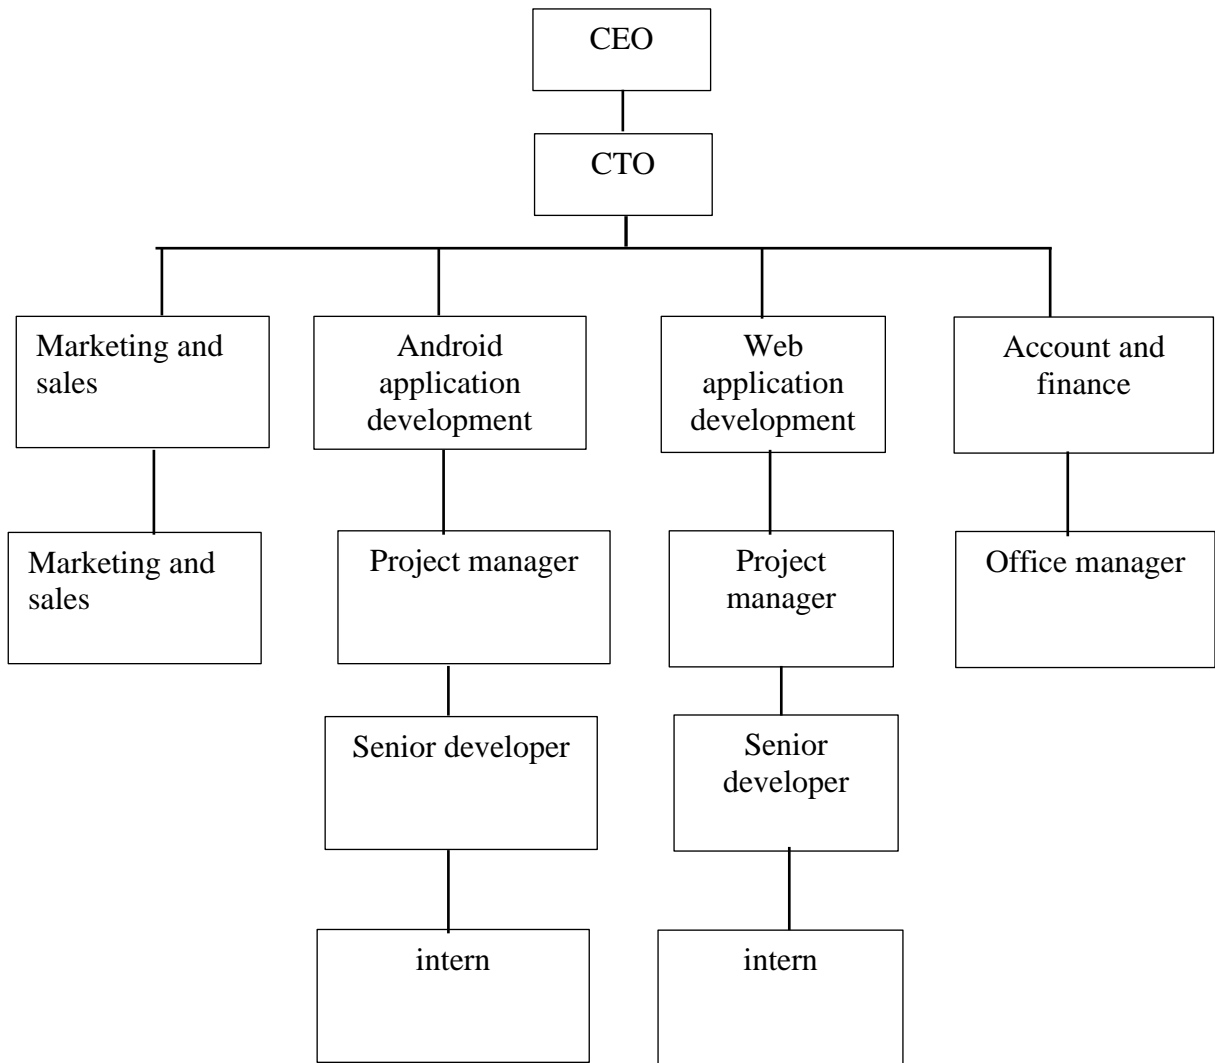 CEO
CTO
Marketing and
sales
Android
application
development
Web
application
development
Account and
finance
Marketing and
sales
Project manager
Project
manager
Office manager
Senior developer
Senior
developer
intern
intern